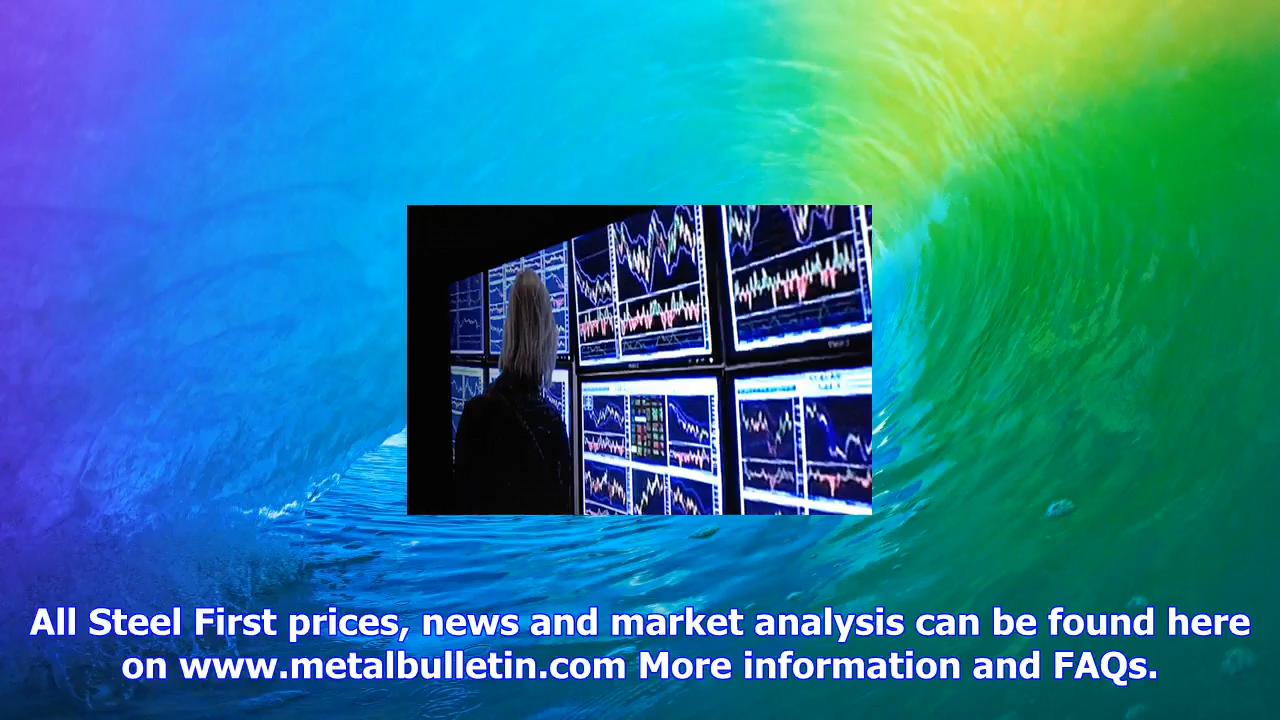 All Steel First prices, news and market analysis can be found here
on www.metalbulletin.com More information and FAQs.